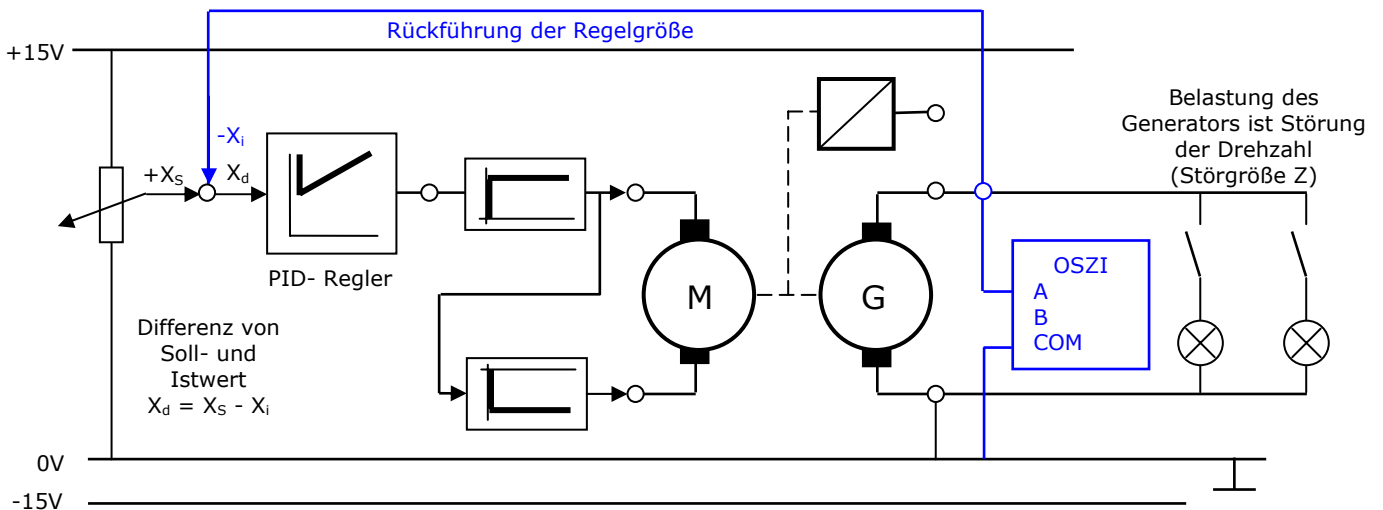 Rückführung der Regelgröße
+15V
Belastung des
Generators ist Störung
der Drehzahl
(Störgröße Z)
-Xi
+XS
Xd
PID- Regler
M
G
OSZI
A
B
COM
Differenz von
Soll- und
Istwert
Xd = XS - Xi
0V
-15V